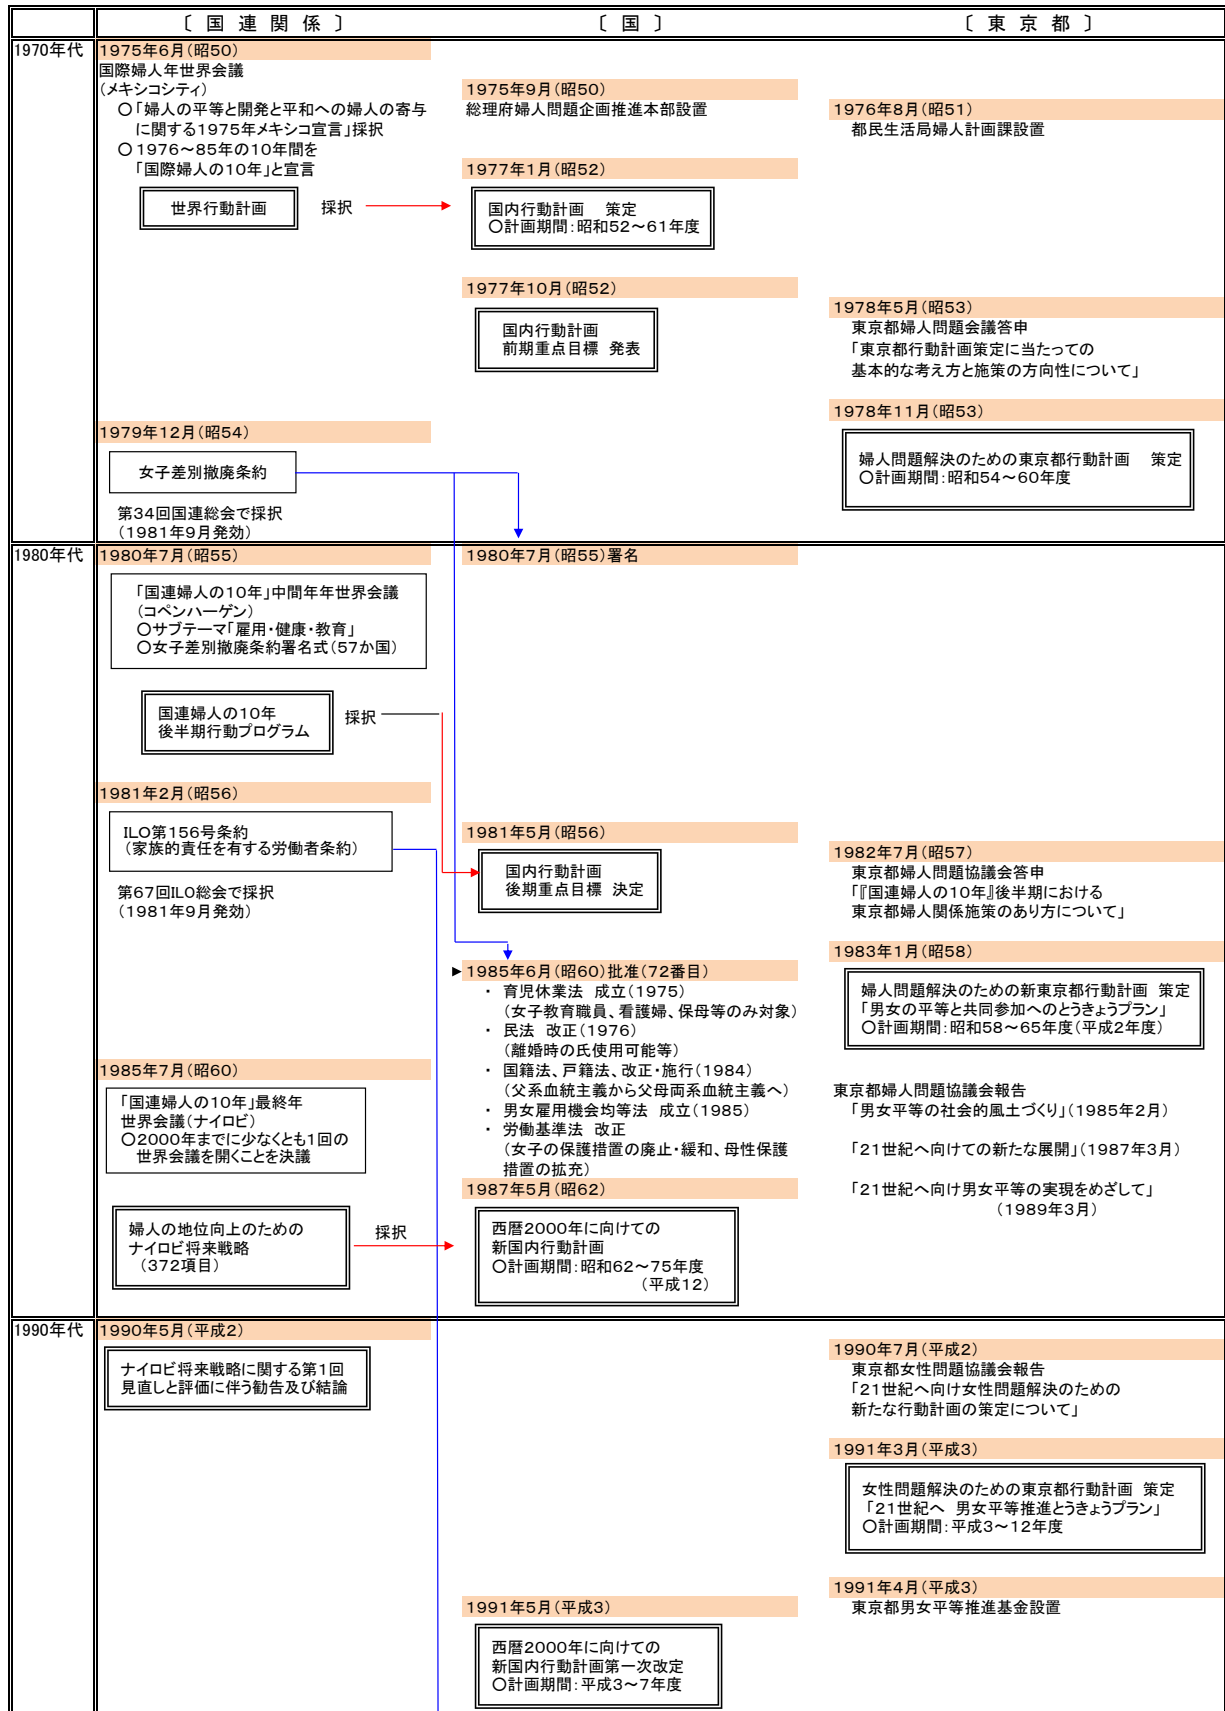 〔 国 連 関 係 〕
〔 国 〕
〔 東 京 都 〕
1970年代
1975年6月(昭50)
国際婦人年世界会議
(メキシコシティ)
○「婦人の平等と開発と平和への婦人の寄与
に関する1975年メキシコ宣言」採択
○1976～85年の10年間を
「国際婦人の10年」と宣言
世界行動計画
採択
1979年12月(昭54)
女子差別撤廃条約
第34回国連総会で採択
(1981年9月発効)
1975年9月(昭50)
総理府婦人問題企画推進本部設置
1977年1月(昭52)
国内行動計画 策定
○計画期間:昭和52～61年度
1977年10月(昭52)
国内行動計画
前期重点目標 発表
1976年8月(昭51)
都民生活局婦人計画課設置
1978年5月(昭53)
東京都婦人問題会議答申
「東京都行動計画策定に当たっての
基本的な考え方と施策の方向性について」
1978年11月(昭53)
婦人問題解決のための東京都行動計画 策定
○計画期間:昭和54～60年度
1980年代
1980年7月(昭55)
「国連婦人の10年」中間年年世界会議
(コペンハーゲン)
○サブテーマ「雇用・健康・教育」
○女子差別撤廃条約署名式(57か国)
国連婦人の10年
後半期行動プログラム
採択
1981年2月(昭56)
ILO第156号条約
(家族的責任を有する労働者条約)
第67回ILO総会で採択
(1981年9月発効)
1985年7月(昭60)
「国連婦人の10年」最終年
世界会議(ナイロビ)
○2000年までに少なくとも1回の
世界会議を開くことを決議
婦人の地位向上のための
ナイロビ将来戦略
(372項目)
採択
1980年7月(昭55)署名
1981年5月(昭56)
国内行動計画
後期重点目標 決定
►1985年6月(昭60)批准(72番目)
・ 育児休業法 成立(1975)
(女子教育職員、看護婦、保母等のみ対象)
・ 民法 改正(1976)
(離婚時の氏使用可能等)
・ 国籍法、戸籍法、改正・施行(1984)
(父系血統主義から父母両系血統主義へ)
・ 男女雇用機会均等法 成立(1985)
・ 労働基準法 改正
(女子の保護措置の廃止・緩和、母性保護
措置の拡充)
1987年5月(昭62)
西暦2000年に向けての
新国内行動計画
○計画期間:昭和62～75年度
(平成12)
1982年7月(昭57)
東京都婦人問題協議会答申
「『国連婦人の10年』後半期における
東京都婦人関係施策のあり方について」
1983年1月(昭58)
婦人問題解決のための新東京都行動計画 策定
「男女の平等と共同参加へのとうきょうプラン」
○計画期間:昭和58～65年度(平成2年度)
東京都婦人問題協議会報告
「男女平等の社会的風土づくり」(1985年2月)
「21世紀へ向けての新たな展開」(1987年3月)
「21世紀へ向け男女平等の実現をめざして」
(1989年3月)
1990年代
1990年5月(平成2)
ナイロビ将来戦略に関する第1回
見直しと評価に伴う勧告及び結論
1991年5月(平成3)
西暦2000年に向けての
新国内行動計画第一次改定
○計画期間:平成3～7年度
1990年7月(平成2)
東京都女性問題協議会報告
「21世紀へ向け女性問題解決のための
新たな行動計画の策定について」
1991年3月(平成3)
女性問題解決のための東京都行動計画 策定
「21世紀へ 男女平等推進とうきょうプラン」
○計画期間:平成3～12年度
1991年4月(平成3)
東京都男女平等推進基金設置